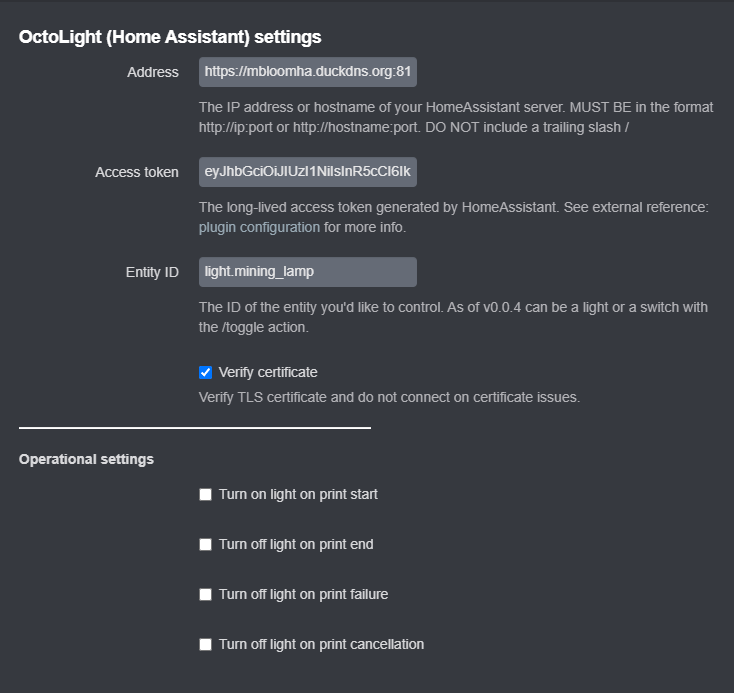 OctoLight (Home Assistant) settings
Address
https://mbloomha.duckdns.org:81
The IP address or hostname of your HomeAssistant server. MUST BE in the format
http://ip:port or http://hostname:port. DO NOT include a trailing slash /
Access token
eyJhbGciOiJIUzI1NiIsInR5cCI6Ik
The long-lived access token generated by HomeAssistant. See external reference:
plugin configuration for more info.
Entity ID
light.mining_lamp
The ID of the entity you'd like to control. As of v0.0.4 can be a light or a switch with
the /toggle action.
Verify certificate
Verify TLS certificate and do not connect on certificate issues.
Operational settings
Turn on light on print start
Turn off light on print end
Turn off light on print failure
Turn off light on print cancellation